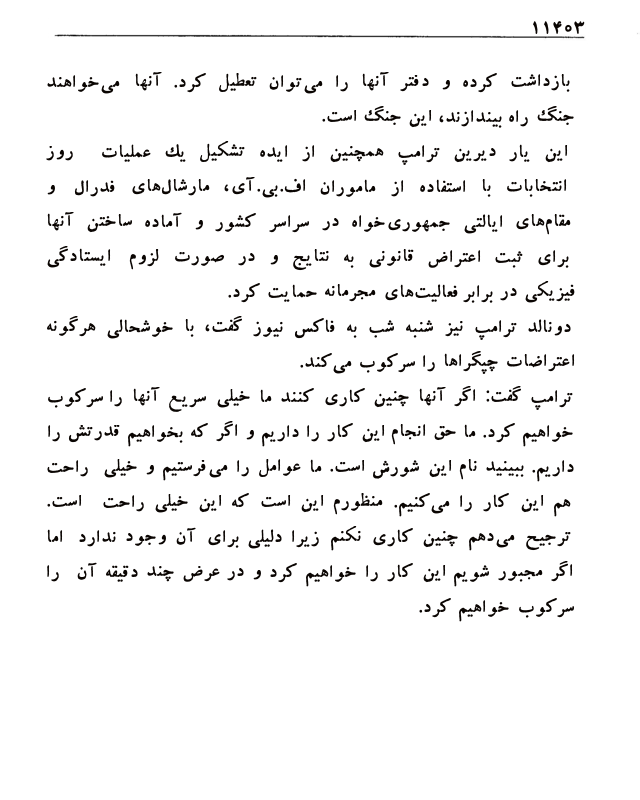 ۱۱۴۰۳
بازداشت کرده و دفتر آنها را می‌توان تعطیل کرد. آنها می‌خواهند
جنگ راه بیندازند، این جنگ است.
این یار دیرین ترامپ همچنین از ایده تشکیل یك عملیات روز
انتخابات با استفاده از ماموران اف.بی.آی، مارشال‌های فدرال و
مقام‌های ایالتی جمهوری‌خواه در سراسر کشور و آماده ساختن آنها
برای ثبت اعتراض قانونی به نتایج و در صورت لزوم ایستادگی
فیزیکی در برابر فعالیت‌های مجرمانه حمایت کرد.
دونالد ترامپ نیز شنبه شب به فاکس نیوز گفت، با خوشحالی هرگونه
اعتراضات چپگراها را سرکوب می‌کند.
ترامپ گفت: اگر آنها چنین کاری کنند ما خیلی سریع آنها را سرکوب
خواهیم کرد. ما حق انجام این کار را داریم و اگر که بخواهیم قدرتش را
داریم. ببینید نام این شورش است. ما عوامل را می‌فرستیم و خیلی راحت
هم این کار را می‌کنیم. منظورم این است که این خیلی راحت است.
ترجیح می‌دهم چنین کاری نکنم زیرا دلیلی برای آن وجود ندارد اما
اگر مجبور شویم این کار را خواهیم کرد و در عرض چند دقیقه آن را
سرکوب خواهیم کرد.